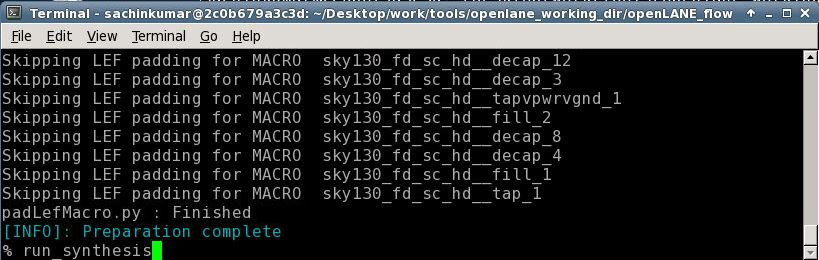 Terminal - sachinkumar@2c0b679a3c3d: ~/Desktop/work/tools/openlane_working_dir/openLANE_flow
File Edit View Terminal Go Help
Skipping LEF padding for MACRO  sky130_fd_sc_hd__decap_12
Skipping LEF padding for MACRO  sky130_fd_sc_hd__decap_3
Skipping LEF padding for MACRO  sky130_fd_sc_hd__tapvpwrvgnd_1
Skipping LEF padding for MACRO  sky130_fd_sc_hd__fill_2
Skipping LEF padding for MACRO  sky130_fd_sc_hd__decap_8
Skipping LEF padding for MACRO  sky130_fd_sc_hd__decap_4
Skipping LEF padding for MACRO  sky130_fd_sc_hd__fill_1
Skipping LEF padding for MACRO  sky130_fd_sc_hd__tap_1
padLefMacro.py : Finished
[INFO]: Preparation complete
% run_synthesis